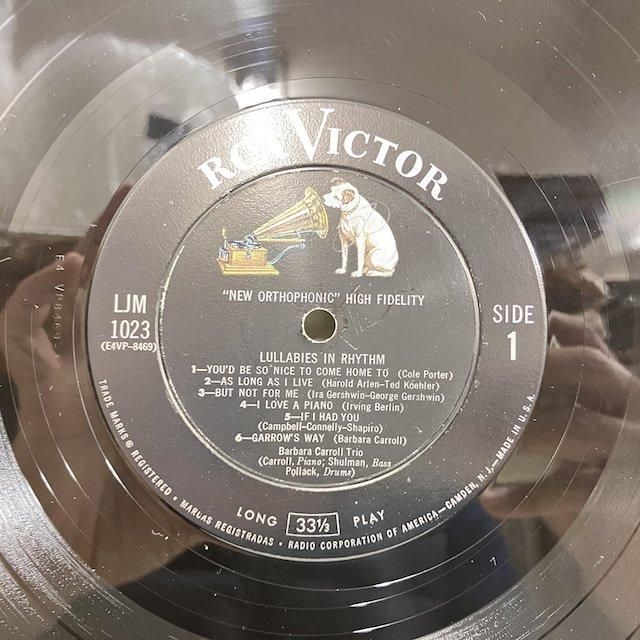 RCA VICTOR
"NEW ORTHOPHONIC" HIGH FIDELITY
LJM
1023
(E4VP-8469)
SIDE
1
LULLABIES IN RHYTHM
1—YOU'D BE SO NICE TO COME HOME TO (Cole Porter)
2—AS LONG AS I LIVE (Harold Arlen-Ted Koehler)
3—BUT NOT FOR ME (Ira Gershwin-George Gershwin)
4—I LOVE A PIANO (Irving Berlin)
5—IF I HAD YOU
(Campbell-Connelly-Shapiro)
6—GARROW'S WAY (Barbara Carroll)
Barbara Carroll Trio
(Carroll, Piano; Shulman, Bass
Pollack, Drums)
LONG 33⅓ PLAY
TRADE MARKS ® REGISTERED • MARCAS REGISTRADAS • RADIO CORPORATION OF AMERICA—CAMDEN, N.J.—MADE IN U.S.A.
E4 VP 8469